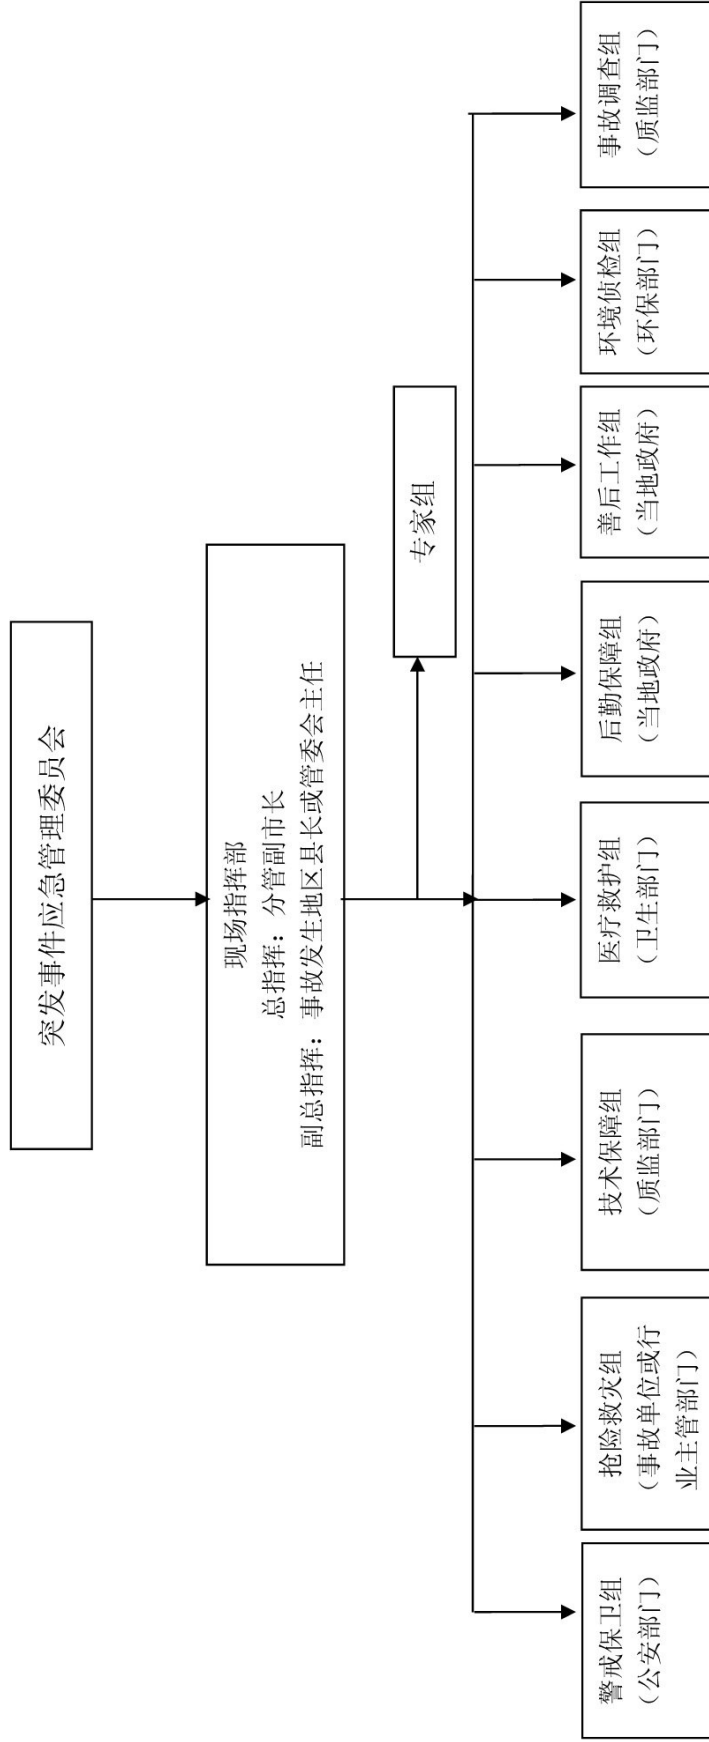 突发事件应急管理委员会
现场指挥部
总指挥：分管副市长
副总指挥：事故发生地区县长或管委会主任
专家组
警戒保卫组
（公安部门）
抢险救灾组
（事故单位或行
业主管部门）
技术保障组
（质监部门）
医疗救护组
（卫生部门）
后勤保障组
（当地政府）
善后工作组
（当地政府）
环境侦检组
（环保部门）
事故调查组
（质监部门）